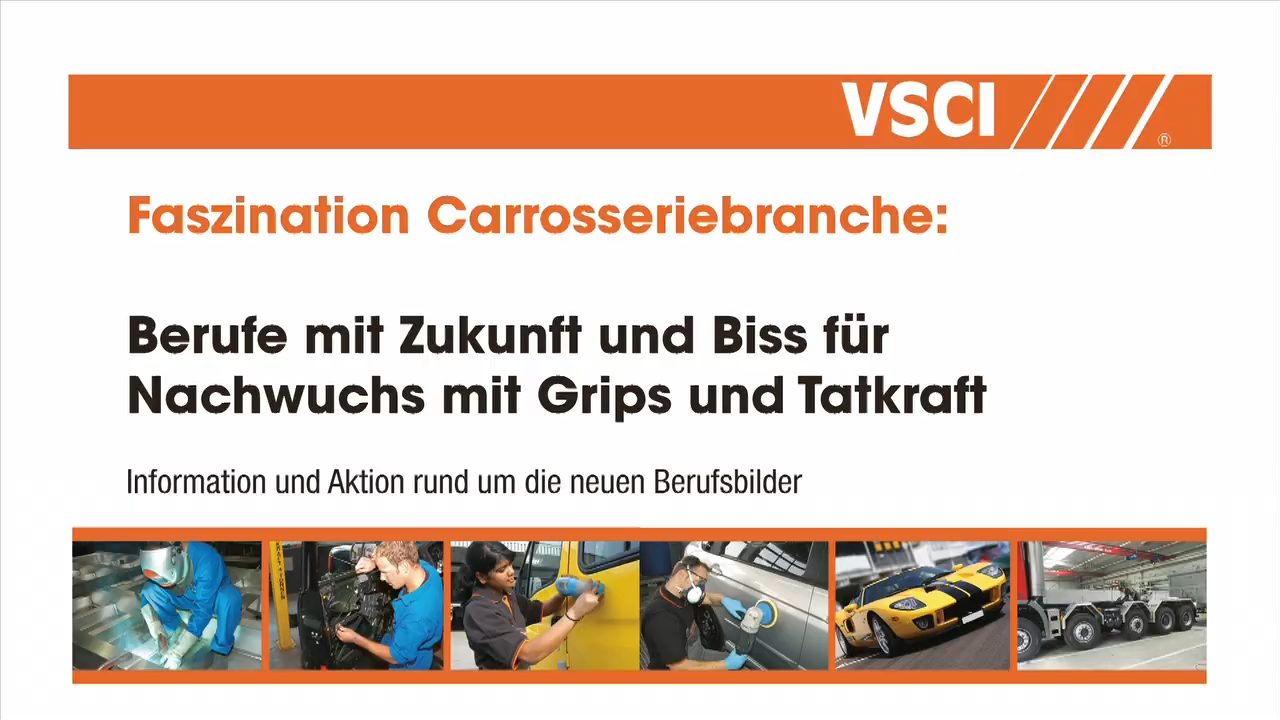 VSCI
®
Faszination Carrosseriebranche:
Berufe mit Zukunft und Biss für
Nachwuchs mit Grips und Tatkraft
Information und Aktion rund um die neuen Berufsbilder